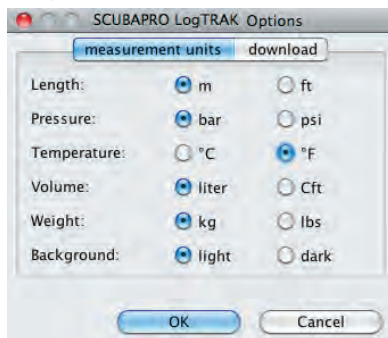 SCUBAPRO LogTRAK Options
measurement units download
Length: m ft
Pressure: bar psi
Temperature: °C °F
Volume: liter Cft
Weight: kg lbs
Background: light dark
OK Cancel